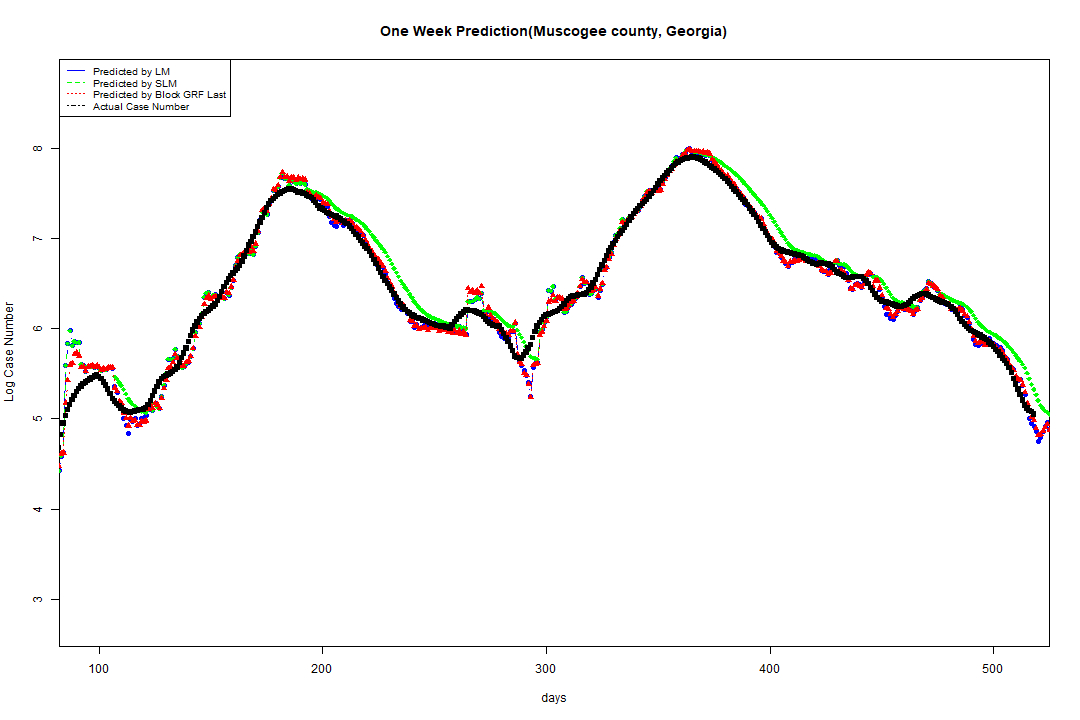 One Week Prediction(Muscogee county, Georgia)
Predicted by LM
Predicted by SLM
Predicted by Block GRF Last
Actual Case Number
8
7
6
5
4
3
Log Case Number
100 200 300 400 500
days